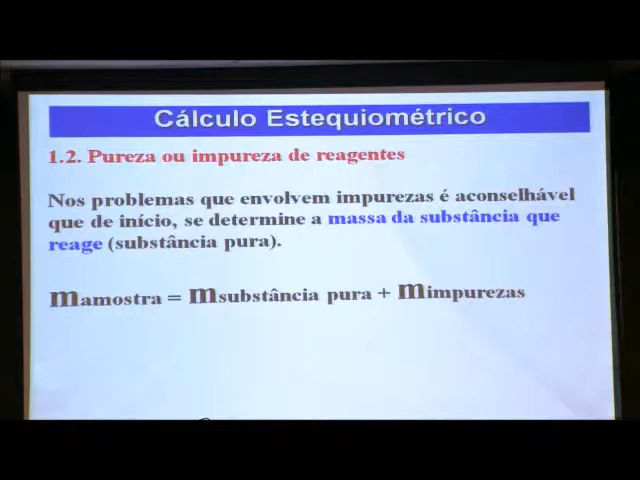 Cálculo Estequiométrico
1.2. Pureza ou impureza de reagentes
Nos problemas que envolvem impurezas é aconselhável
que de início, se determine a massa da substância que
reage (substância pura).
mamostra = msubstância pura + mimpurezas